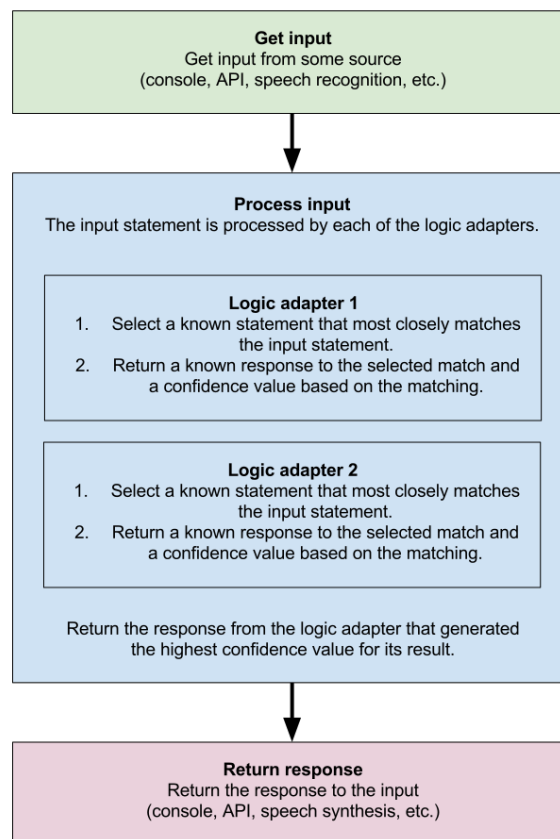 Get input
Get input from some source
(console, API, speech recognition, etc.)
Process input
The input statement is processed by each of the logic adapters.
Logic adapter 1
1. Select a known statement that most closely matches
the input statement.
2. Return a known response to the selected match and
a confidence value based on the matching.
Logic adapter 2
1. Select a known statement that most closely matches
the input statement.
2. Return a known response to the selected match and
a confidence value based on the matching.
Return the response from the logic adapter that generated
the highest confidence value for its result.
Return response
Return the response to the input
(console, API, speech synthesis, etc.)